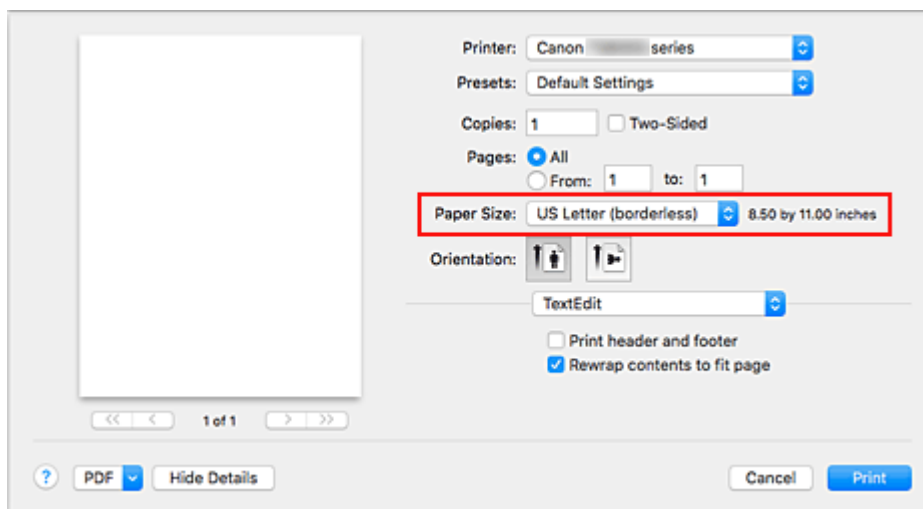 Printer: Canon series
Presets: Default Settings
Copies: 1 Two-Sided
Pages: All
From: 1 to: 1
Paper Size: US Letter (borderless) 8.50 by 11.00 inches
Orientation:
TextEdit
Print header and footer
Rewrap contents to fit page
<< < 1 of 1 > >>
? PDF Hide Details Cancel Print